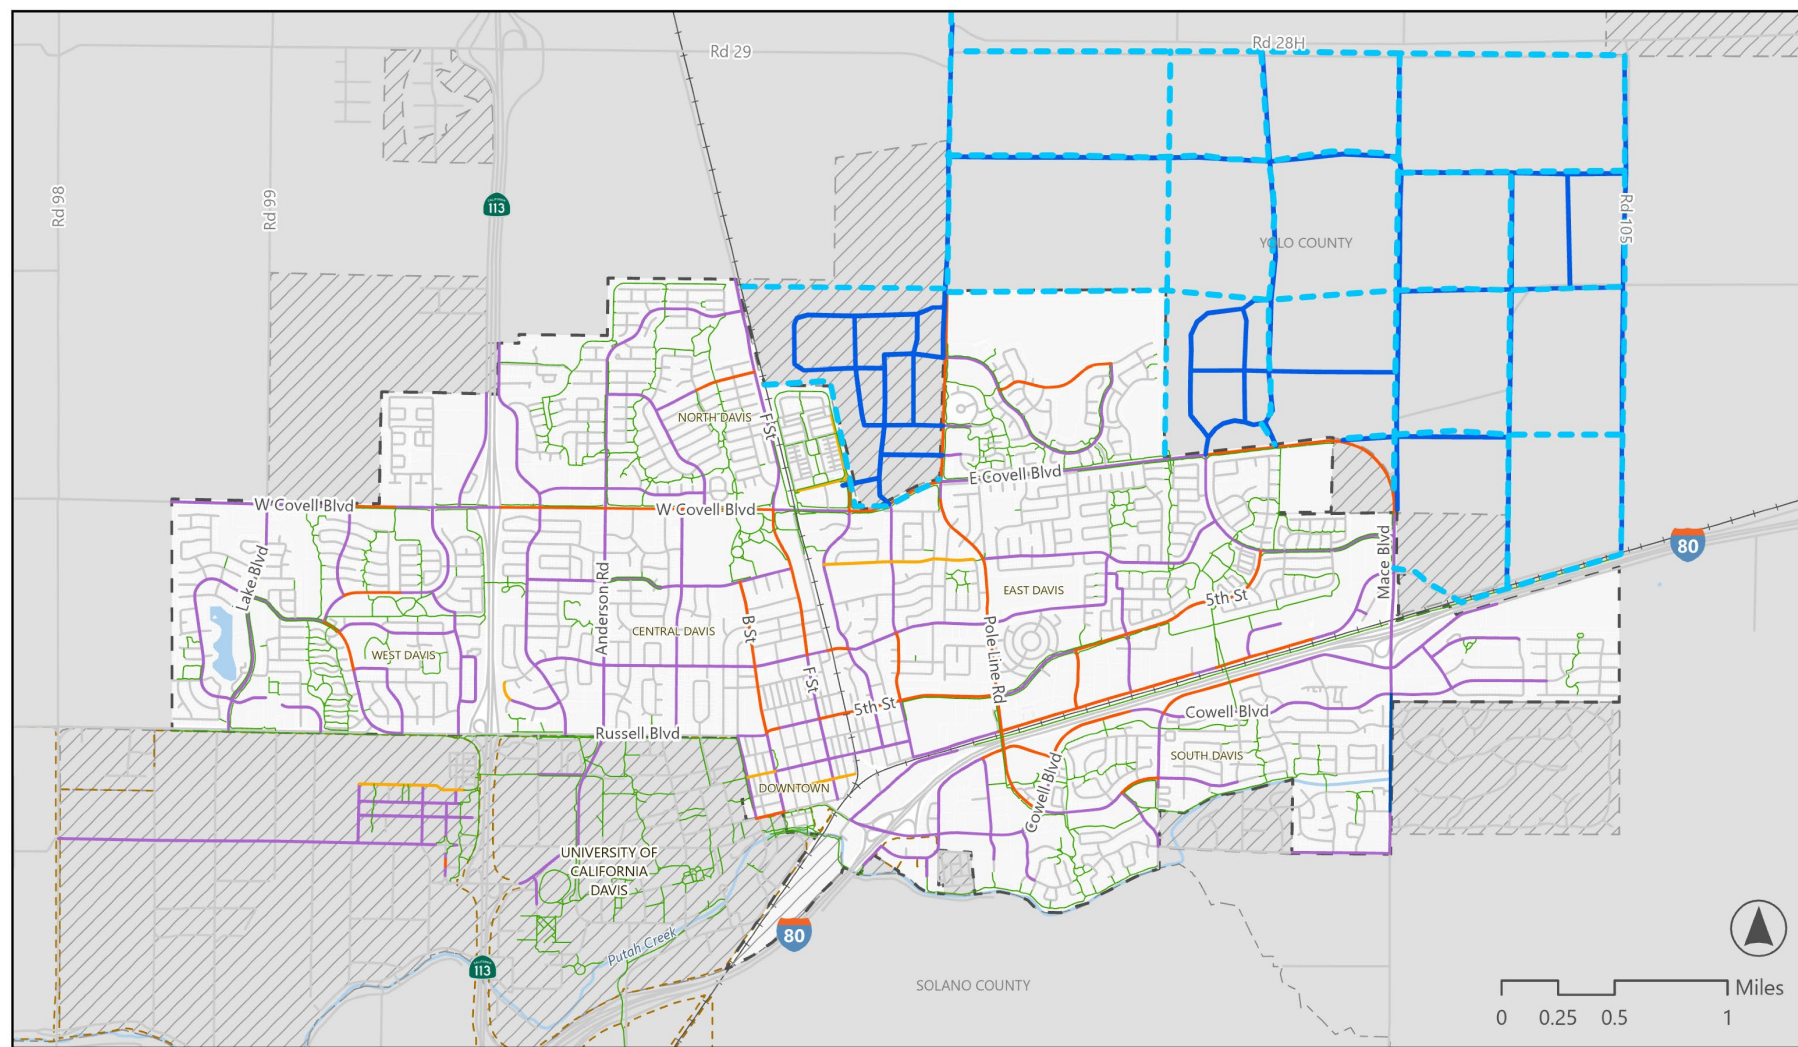 Rd 29
Rd 28H
Rd 98
Rd 99
113
Rd 105
YOLO COUNTY
NORTH DAVIS
F St
E Covell Blvd
W Covell Blvd
W Covell Blvd
Mace Blvd
80
Lake Blvd
Anderson Rd
EAST DAVIS
5th St
B St
CENTRAL DAVIS
WEST DAVIS
Pole Line Rd
F St
5th St
Cowell Blvd
Russell Blvd
SOUTH DAVIS
DOWNTOWN
Cowell Blvd
UNIVERSITY OF
CALIFORNIA
DAVIS
80
Putah Creek
113
SOLANO COUNTY
Miles
0 0.25 0.5 1